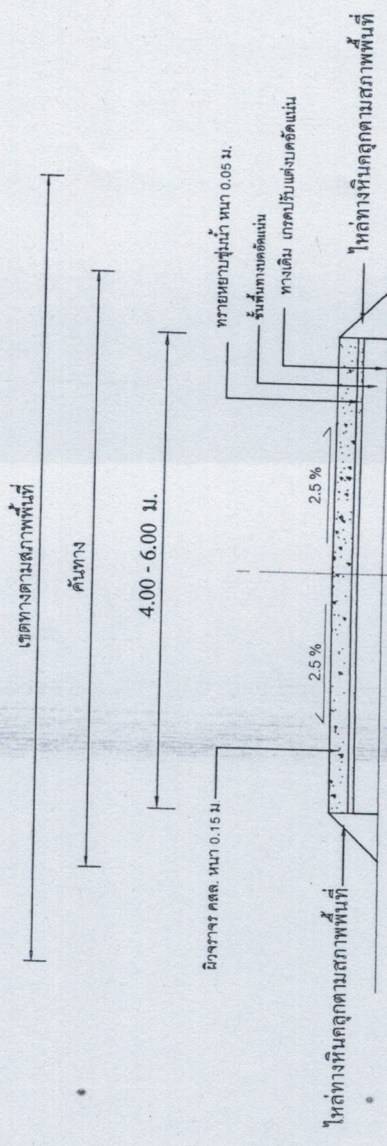 เขตทางตามสภาพพื้นที่
คันทาง
4.00 - 6.00 ม.
ผิวจราจร คสล. หนา 0.15 ม.
2.5 %
2.5 %
ทรายหยาบชุ่มน้ำ หนา 0.05 ม.
ชั้นพื้นทางบดอัดแน่น
ทางเดิม เกรดปรับแต่งบดอัดแน่น
ไหล่ทางหินคลุกตามสภาพพื้นที่
ไหล่ทางหินคลุกตามสภาพพื้นที่